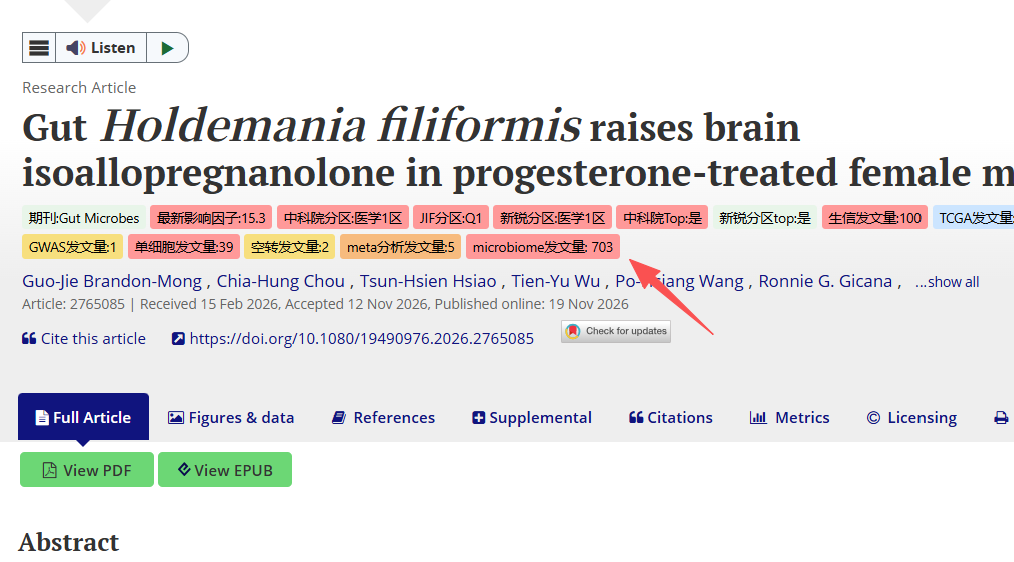 Listen
Research Article
Gut Holdemania filiformis raises brain
isoallopregnanolone in progesterone-treated female m
期刊:Gut Microbes 最新影响因子:15.3 中科院分区:医学1区 JIF分区:Q1 新锐分区:医学1区 中科院Top:是 新锐分区top:是 生信发文量:100 TCGA发文量:
GWAS发文量:1 单细胞发文量:39 空转发文量:2 meta分析发文量:5 microbiome发文量: 703
Guo-Jie Brandon-Mong , Chia-Hung Chou , Tsun-Hsien Hsiao , Tien-Yu Wu , Po-Hsiang Wang , Ronnie G. Gicana , ...show all
Article: 2765085 | Received 15 Feb 2026, Accepted 12 Nov 2026, Published online: 19 Nov 2026
Cite this article https://doi.org/10.1080/19490976.2026.2765085 Check for updates
Full Article Figures & data References Supplemental Citations Metrics Licensing
View PDF View EPUB
Abstract